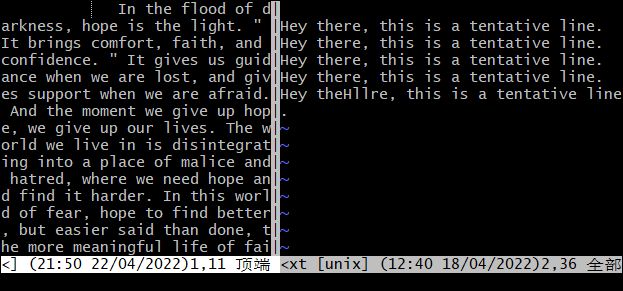 In the flood of d
arkness, hope is the light. "
It brings comfort, faith, and
confidence. " It gives us guid
ance when we are lost, and giv
es support when we are afraid.
And the moment we give up hop
e, we give up our lives. The w
orld we live in is disintegrat
ing into a place of malice and
hatred, where we need hope an
d find it harder. In this worl
d of fear, hope to find better
, but easier said than done, t
he more meaningful life of fai
<] (21:50 22/04/2022)1,11 顶端
Hey there, this is a tentative line.
Hey there, this is a tentative line.
Hey there, this is a tentative line.
Hey there, this is a tentative line.
Hey theHllre, this is a tentative line
.
~
~
~
~
~
~
~
~
<xt [unix] (12:40 18/04/2022)2,36 全部